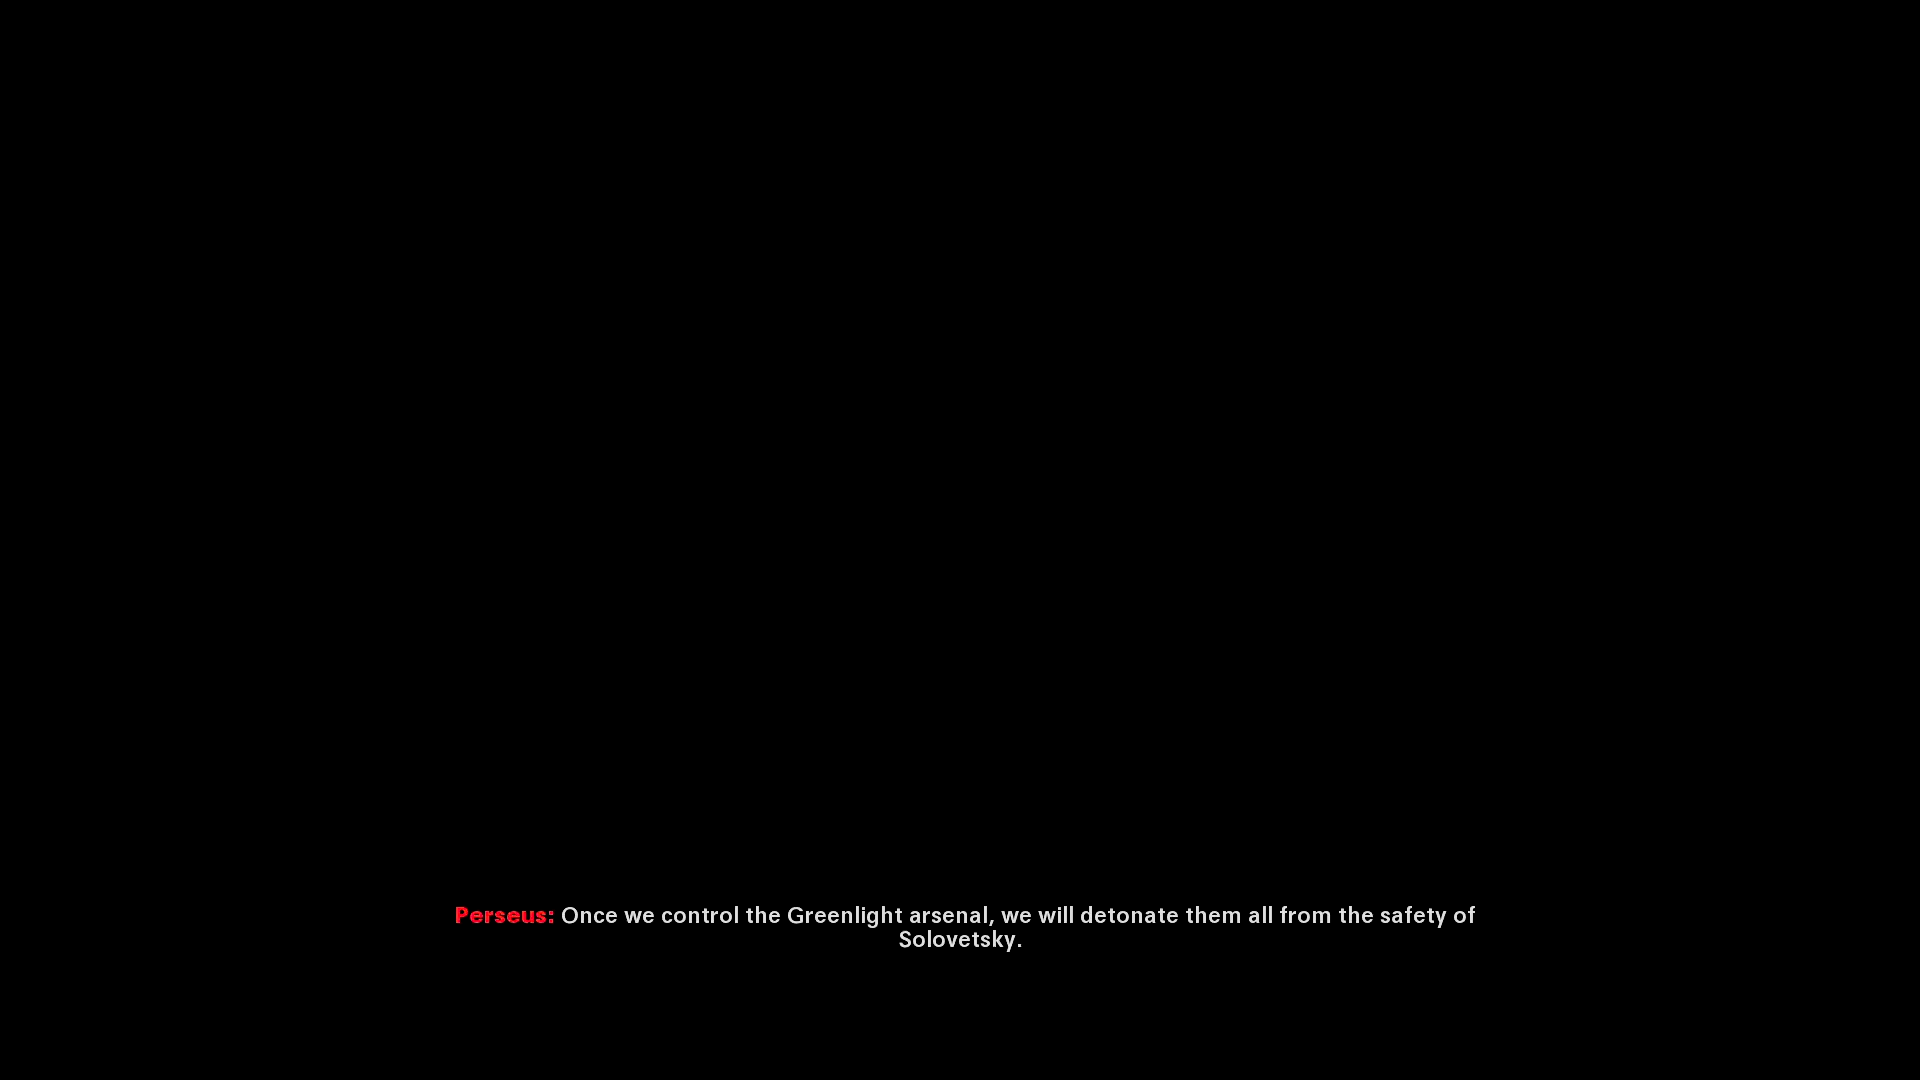 Perseus: Once we control the Greenlight arsenal, we will detonate them all from the safety of
Solovetsky.